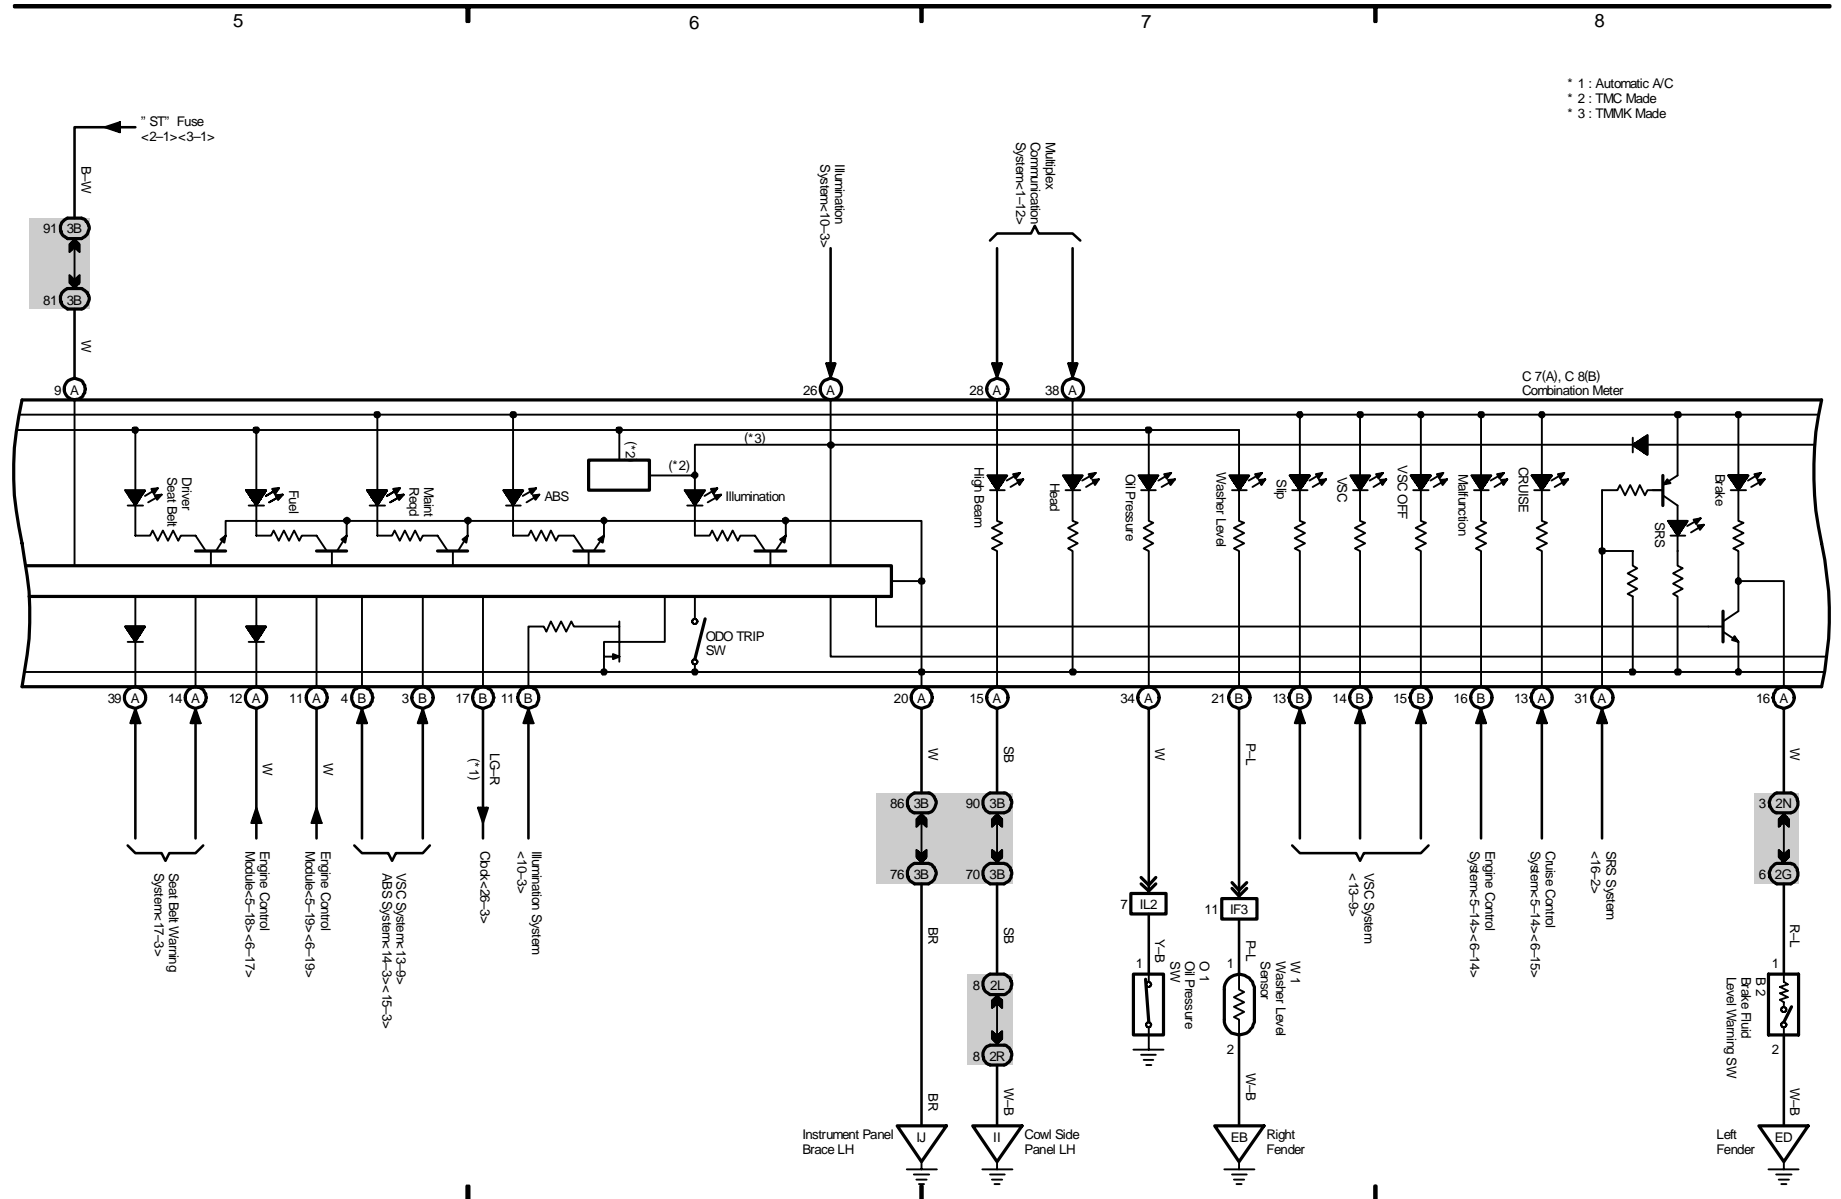 5
6
7
8
* 1 : Automatic A/C
* 2 : TMC Made
* 3 : TMMK Made
" ST" Fuse
<2–1><3–1>
B–W
91 3B
81 3B
W
Illumination
System<10–3>
Multiplex
Communication
System<1–12>
9 A
26 A
28 A
38 A
C 7(A), C 8(B)
Combination Meter
(*2)
(*3)
(*2)
Driver
Seat Belt
Fuel
Maint
Reqd
ABS
Illumination
High Beam
Head
Oil Pressure
Washer Level
Slip
VSC
VSC OFF
Malfunction
CRUISE
SRS
Brake
ODO TRIP
SW
39 A
14 A
12 A
11 A
4 B
3 B
17 B
11 B
20 A
15 A
34 A
21 B
13 B
14 B
15 B
16 B
13 A
31 A
16 A
W
W
LG–R
(*1)
W
SB
W
P–L
W
86 3B
90 3B
3 2N
76 3B
70 3B
6 2G
Seat Belt Warning
System<17–3>
Engine Control
Module<5–18><6–17>
Engine Control
Module<5–19><6–19>
VSC System<13–9>
ABS System<14–3><15–3>
Clock<26–3>
Illumination System
<10–3>
VSC System
<13–9>
Engine Control
System<5–14><6–14>
Cruise Control
System<5–14><6–15>
SRS System
<16–2>
7 IL2
11 IF3
BR
SB
Y–B
P–L
R–L
1
O 1
Oil Pressure
SW
1
W 1
Washer Level
Sensor
2
1
B 2
Brake Fluid
Level Warning SW
2
8 2L
8 2R
BR
W–B
W–B
W–B
Instrument Panel
Brace LH
IJ
II
Cowl Side
Panel LH
EB
Right
Fender
Left
Fender
ED